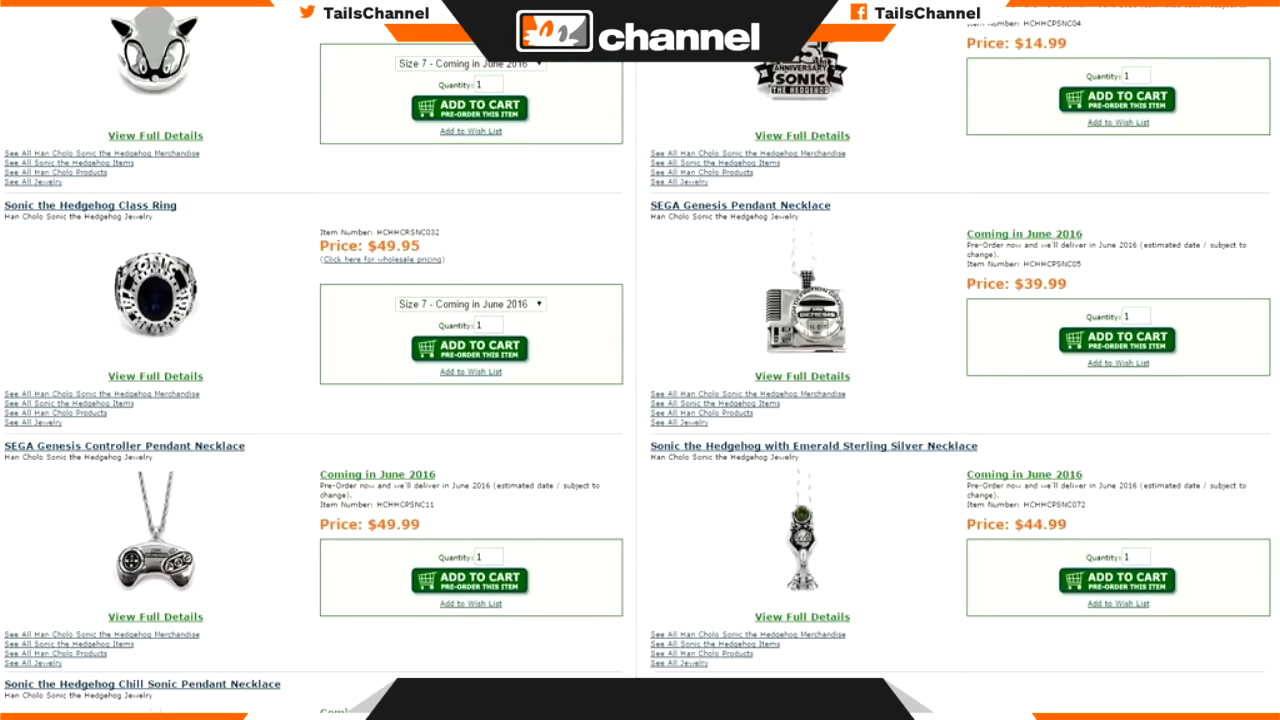 TailsChannel
channel
TailsChannel
Size 7 - Coming in June 2016
Quantity: 1
ADD TO CART
PRE-ORDER THIS ITEM
Add to Wish List
View Full Details
See All Han Cholo Sonic the Hedgehog Merchandise
See All Sonic the Hedgehog Items
See All Han Cholo Products
See All Jewelry
Item Number: HCHHCPSNC04
Price: $14.99
ANNIVERSARY
SONIC
THE HEDGEHOG
Quantity: 1
ADD TO CART
PRE-ORDER THIS ITEM
Add to Wish List
View Full Details
See All Han Cholo Sonic the Hedgehog Merchandise
See All Sonic the Hedgehog Items
See All Han Cholo Products
See All Jewelry
Sonic the Hedgehog Class Ring
Han Cholo Sonic the Hedgehog Jewelry
Item Number: HCHHCRSNC032
Price: $49.95
(Click here for wholesale pricing)
Size 7 - Coming in June 2016
Quantity: 1
ADD TO CART
PRE-ORDER THIS ITEM
Add to Wish List
View Full Details
See All Han Cholo Sonic the Hedgehog Merchandise
See All Sonic the Hedgehog Items
See All Han Cholo Products
See All Jewelry
SEGA Genesis Pendant Necklace
Han Cholo Sonic the Hedgehog Jewelry
Coming in June 2016
Pre-Order now and we'll deliver in June 2016 (estimated date / subject to
change).
Item Number: HCHHCPSNC05
Price: $39.99
GENESIS
Quantity: 1
ADD TO CART
PRE-ORDER THIS ITEM
Add to Wish List
View Full Details
See All Han Cholo Sonic the Hedgehog Merchandise
See All Sonic the Hedgehog Items
See All Han Cholo Products
See All Jewelry
SEGA Genesis Controller Pendant Necklace
Han Cholo Sonic the Hedgehog Jewelry
Coming in June 2016
Pre-Order now and we'll deliver in June 2016 (estimated date / subject to
change).
Item Number: HCHHCPSNC11
Price: $49.99
Quantity: 1
ADD TO CART
PRE-ORDER THIS ITEM
Add to Wish List
View Full Details
See All Han Cholo Sonic the Hedgehog Merchandise
See All Sonic the Hedgehog Items
See All Han Cholo Products
See All Jewelry
Sonic the Hedgehog with Emerald Sterling Silver Necklace
Han Cholo Sonic the Hedgehog Jewelry
Coming in June 2016
Pre-Order now and we'll deliver in June 2016 (estimated date / subject to
change).
Item Number: HCHHCPSNC072
Price: $44.99
Quantity: 1
ADD TO CART
PRE-ORDER THIS ITEM
Add to Wish List
View Full Details
See All Han Cholo Sonic the Hedgehog Merchandise
See All Sonic the Hedgehog Items
See All Han Cholo Products
See All Jewelry
Sonic the Hedgehog Chill Sonic Pendant Necklace
Han Cholo Sonic the Hedgehog Jewelry